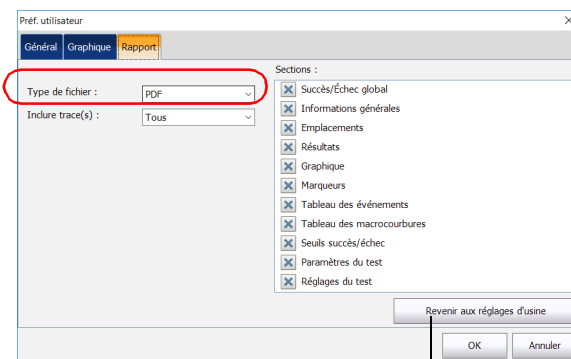 Préf. utilisateur
Général
Graphique
Rapport
Type de fichier :
PDF
Inclure trace(s) :
Tous
Sections :
Succès/Échec global
Informations générales
Emplacements
Résultats
Graphique
Marqueurs
Tableau des événements
Tableau des macrocourbures
Seuils succès/échec
Paramètres du test
Réglages du test
Revenir aux réglages d'usine
OK
Annuler